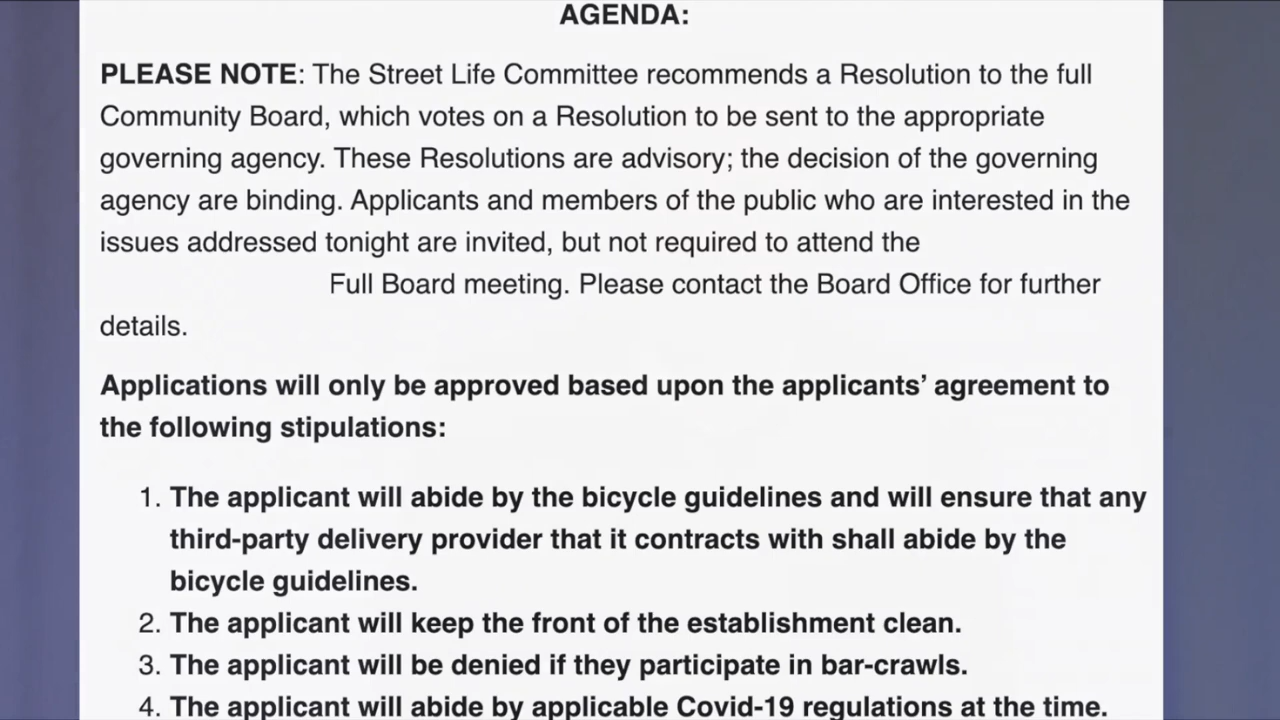 AGENDA:
PLEASE NOTE: The Street Life Committee recommends a Resolution to the full
Community Board, which votes on a Resolution to be sent to the appropriate
governing agency. These Resolutions are advisory; the decision of the governing
agency are binding. Applicants and members of the public who are interested in the
issues addressed tonight are invited, but not required to attend the
Full Board meeting. Please contact the Board Office for further
details.
Applications will only be approved based upon the applicants’ agreement to
the following stipulations:
1. The applicant will abide by the bicycle guidelines and will ensure that any
third-party delivery provider that it contracts with shall abide by the
bicycle guidelines.
2. The applicant will keep the front of the establishment clean.
3. The applicant will be denied if they participate in bar-crawls.
4. The applicant will abide by applicable Covid-19 regulations at the time.